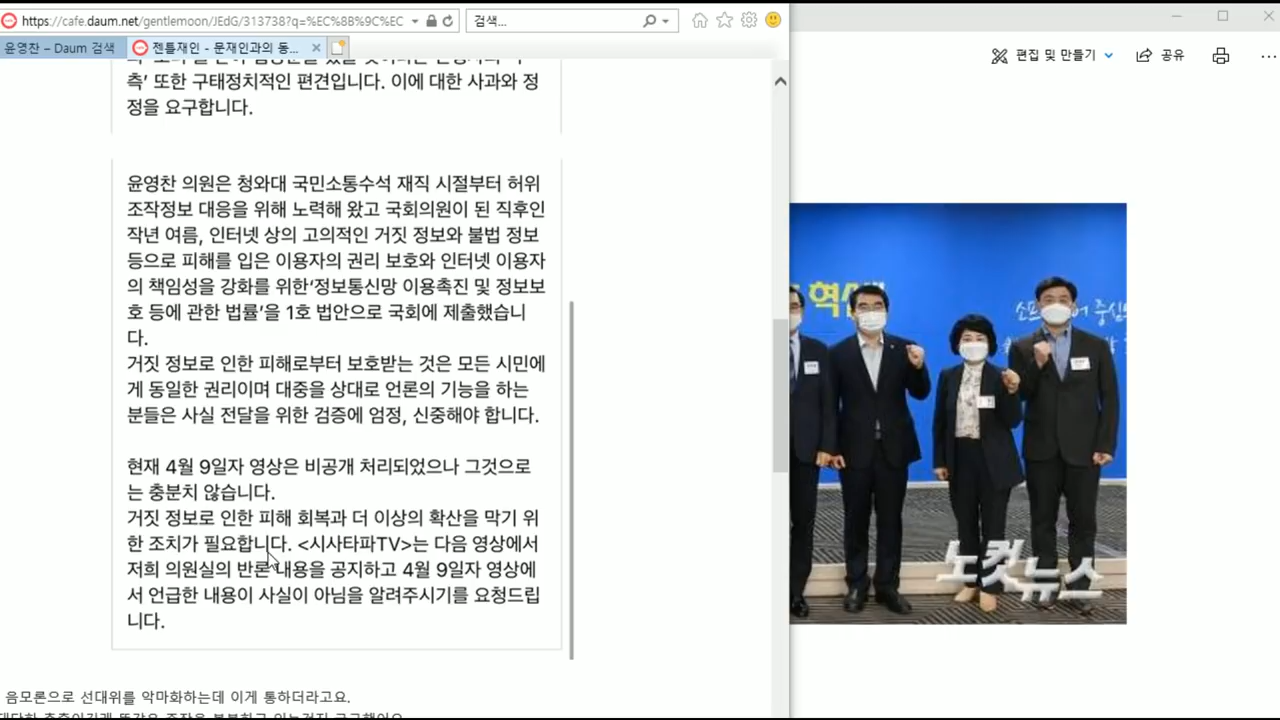 https://cafe.daum.net/gentlemoon/JEdG/313738?q=%EC%8B%9C%EC
검색...
윤영찬 – Daum 검색
젠틀재인 - 문재인과의 동...
편집 및 만들기
공유
측’ 또한 구태정치적인 편견입니다. 이에 대한 사과와 정
정을 요구합니다.
윤영찬 의원은 청와대 국민소통수석 재직 시절부터 허위
조작정보 대응을 위해 노력해 왔고 국회의원이 된 직후인
작년 여름, 인터넷 상의 고의적인 거짓 정보와 불법 정보
등으로 피해를 입은 이용자의 권리 보호와 인터넷 이용자
의 책임성을 강화를 위한‘정보통신망 이용촉진 및 정보보
호 등에 관한 법률’을 1호 법안으로 국회에 제출했습니
다.
거짓 정보로 인한 피해로부터 보호받는 것은 모든 시민에
게 동일한 권리이며 대중을 상대로 언론의 기능을 하는
분들은 사실 전달을 위한 검증에 엄정, 신중해야 합니다.
현재 4월 9일자 영상은 비공개 처리되었으나 그것으로
는 충분치 않습니다.
거짓 정보로 인한 피해 회복과 더 이상의 확산을 막기 위
한 조치가 필요합니다. <시사타파TV>는 다음 영상에서
저희 의원실의 반론 내용을 공지하고 4월 9일자 영상에
서 언급한 내용이 사실이 아님을 알려주시기를 요청드립
니다.
음모론으로 선대위를 악마화하는데 이게 통하더라고요.
노컷뉴스